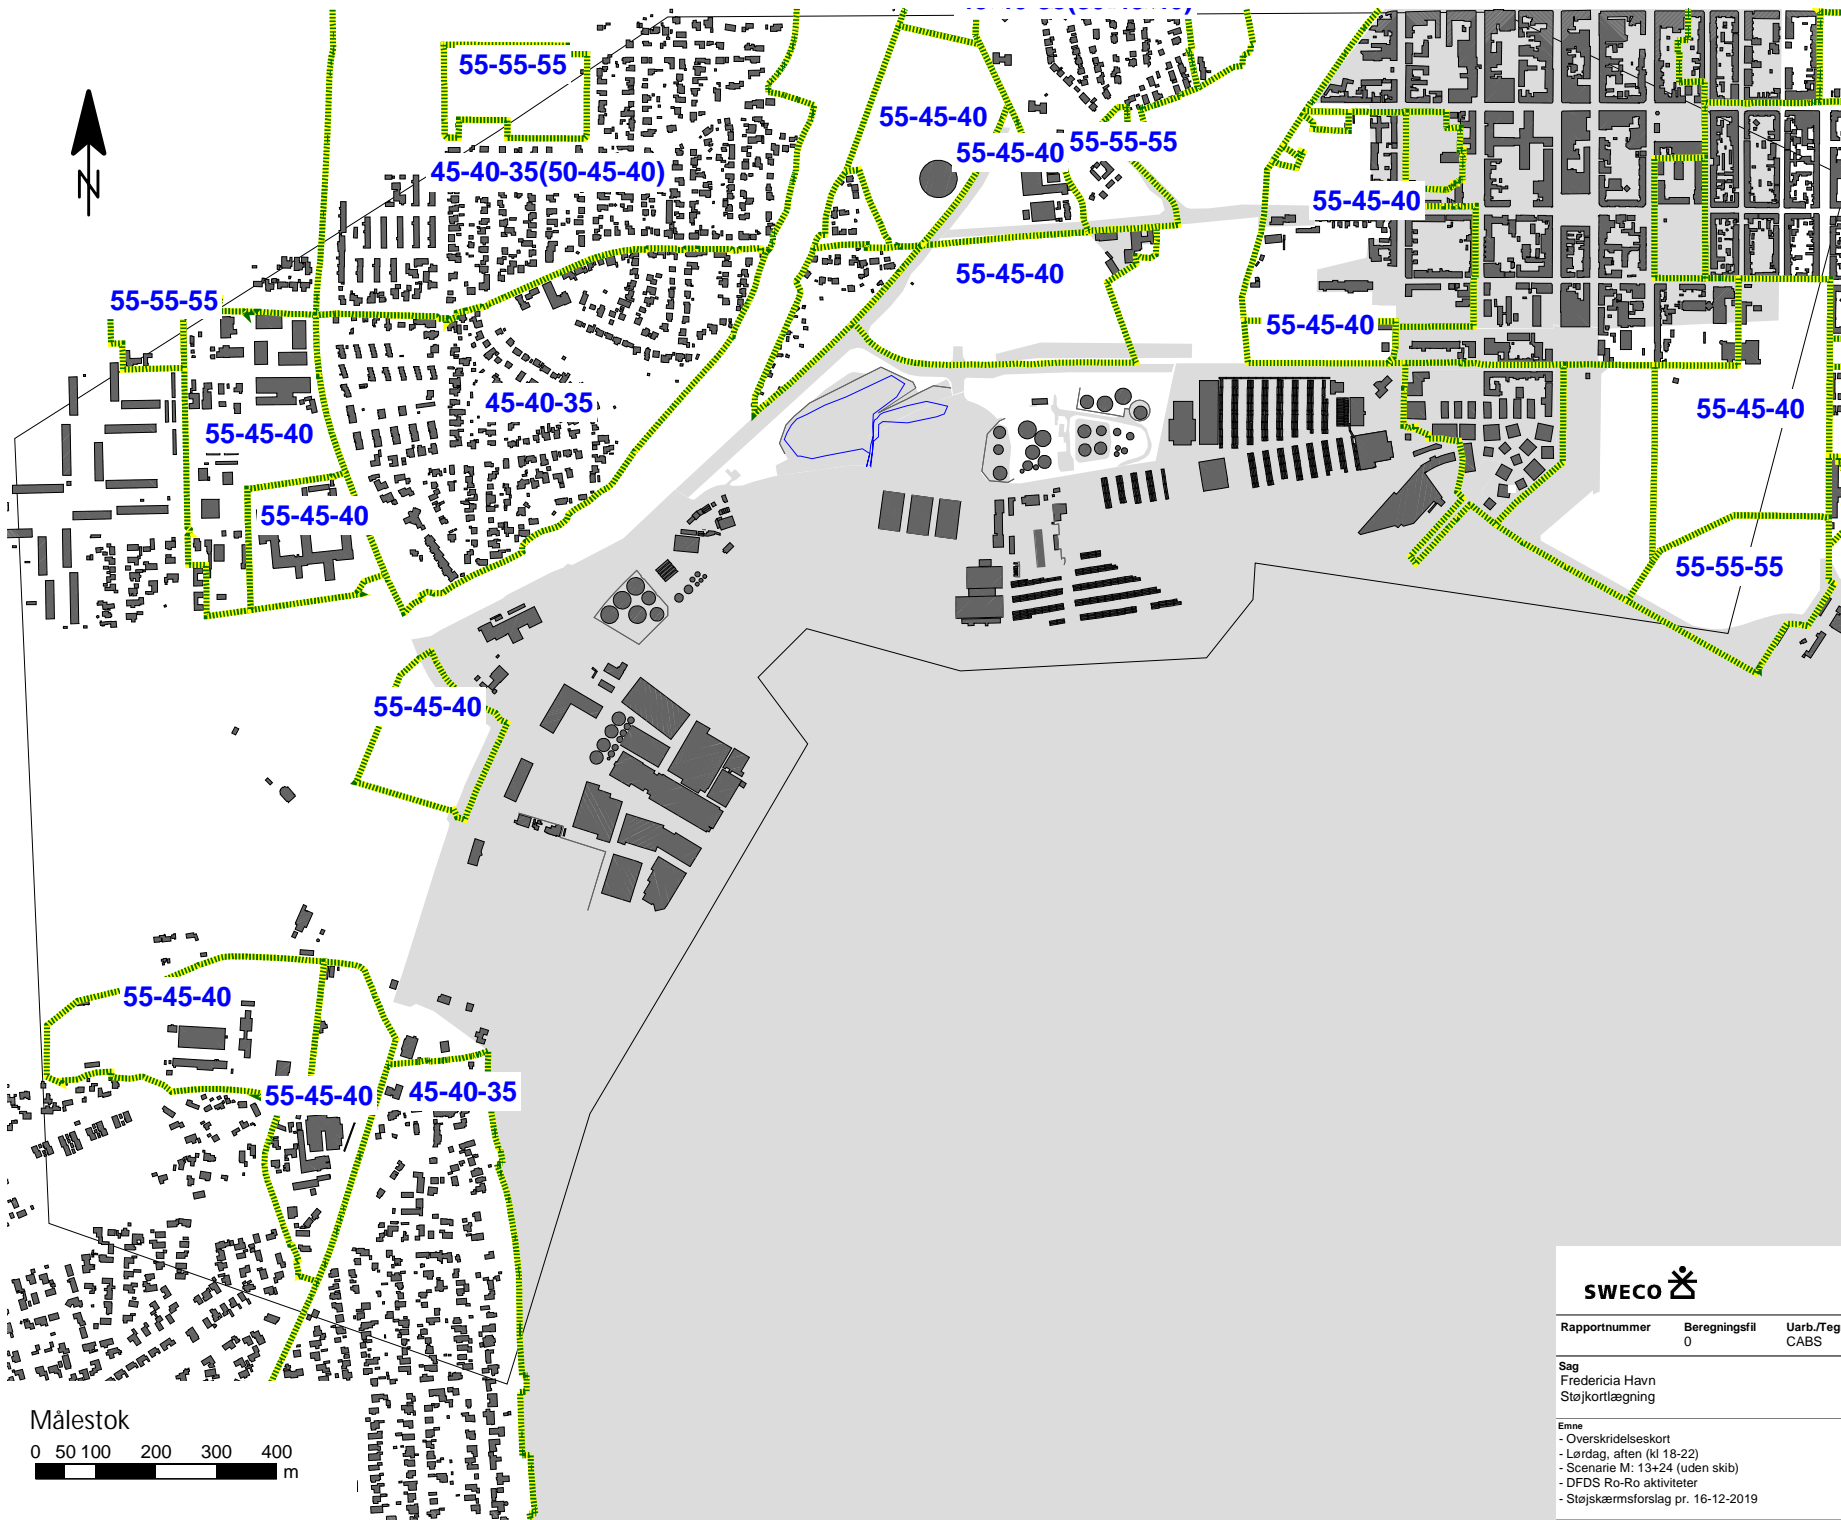 55-55-55
55-45-40
55-45-40
55-55-55
45-40-35(50-45-40)
55-45-40
55-45-40
55-55-55
55-45-40
45-40-35
55-45-40
55-45-40
55-45-40
55-45-40
55-55-55
55-45-40
55-45-40
55-45-40
45-40-35
N
Målestok
0 50 100 200 300 400
m
SWECO
Rapportnummer Beregningsfil Uarb./Teg
0 CABS
Sag
Fredericia Havn
Støjkortlægning
Emne
- Overskridelseskort
- Lørdag, aften (kl 18-22)
- Scenarie M: 13+24 (uden skib)
- DFDS Ro-Ro aktiviteter
- Støjskærmsforslag pr. 16-12-2019